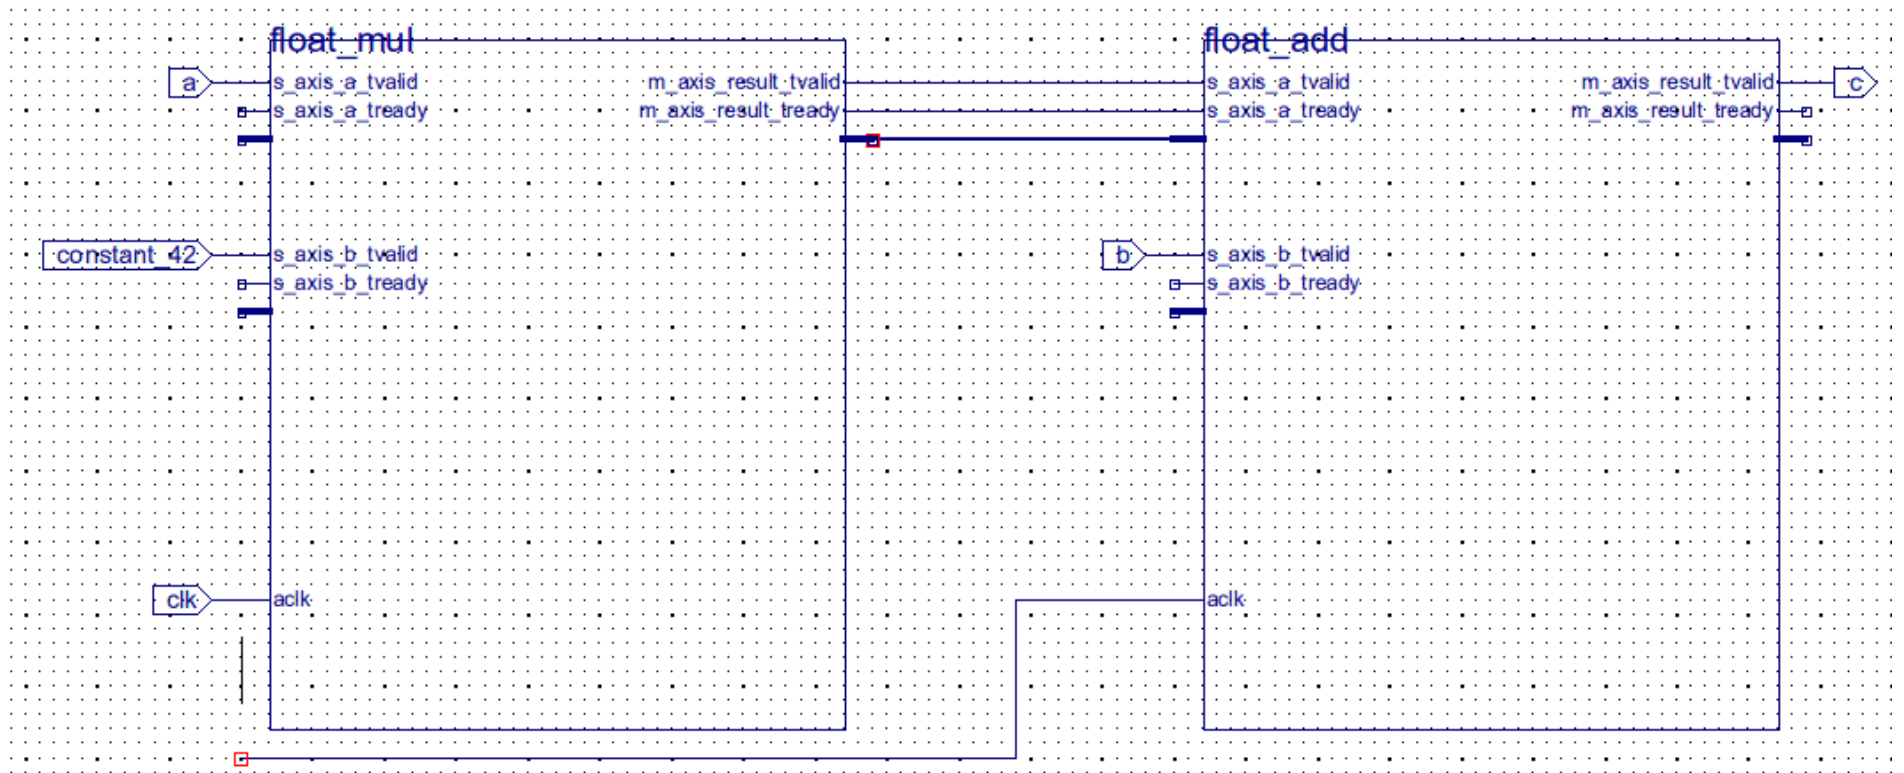 float_mul
float_add
a
s_axis_a_tvalid
m_axis_result_tvalid
s_axis_a_tvalid
m_axis_result_tvalid
c
s_axis_a_tready
m_axis_result_tready
s_axis_a_tready
m_axis_result_tready
constant_42
s_axis_b_tvalid
b
s_axis_b_tvalid
s_axis_b_tready
s_axis_b_tready
clk
aclk
aclk